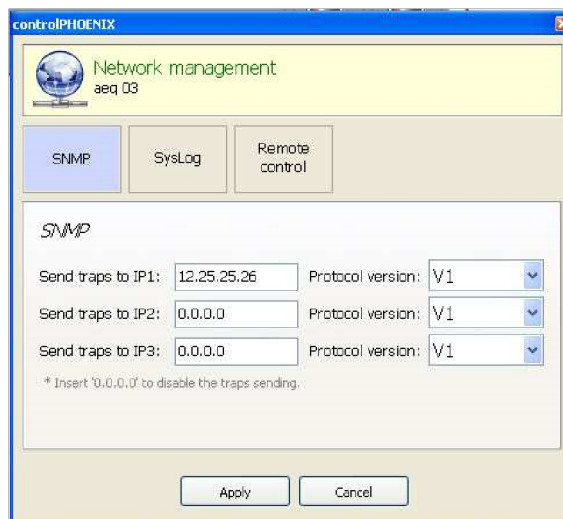 controlPHOENIX
Network management
aeq 03
SNMP
SysLog
Remote
control
SNMP
Send traps to IP1: 12.25.25.26 Protocol version: V1
Send traps to IP2: 0.0.0.0 Protocol version: V1
Send traps to IP3: 0.0.0.0 Protocol version: V1
* Insert '0.0.0.0' to disable the traps sending.
Apply Cancel